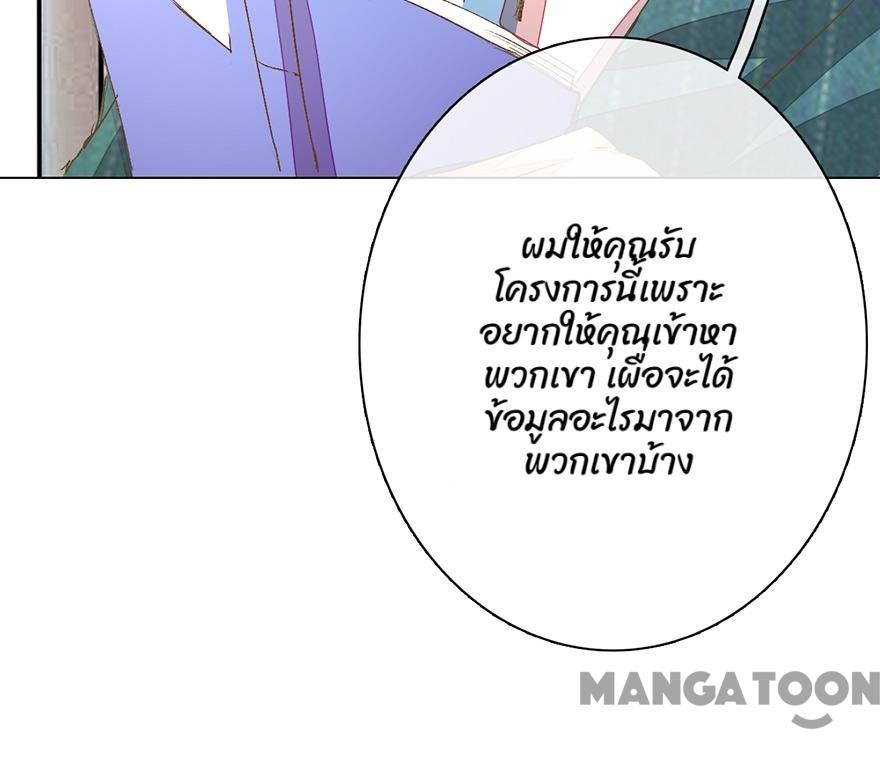 ผมให้คุณรับ
โครงการนี้เพราะ
อยากให้คุณเข้าหา
พวกเขา เผื่อจะได้
ข้อมูลอะไรมาจาก
พวกเขาบ้าง
MANGATOON